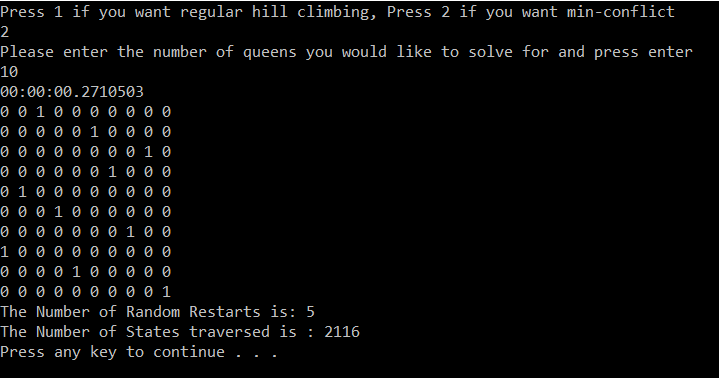 Press 1 if you want regular hill climbing, Press 2 if you want min-conflict
2
Please enter the number of queens you would like to solve for and press enter
10
00:00:00.2710503
0 0 1 0 0 0 0 0 0 0
0 0 0 0 0 1 0 0 0 0
0 0 0 0 0 0 0 0 1 0
0 0 0 0 0 0 1 0 0 0
0 1 0 0 0 0 0 0 0 0
0 0 0 1 0 0 0 0 0 0
0 0 0 0 0 0 0 1 0 0
1 0 0 0 0 0 0 0 0 0
0 0 0 0 1 0 0 0 0 0
0 0 0 0 0 0 0 0 0 1
The Number of Random Restarts is: 5
The Number of States traversed is : 2116
Press any key to continue . . .